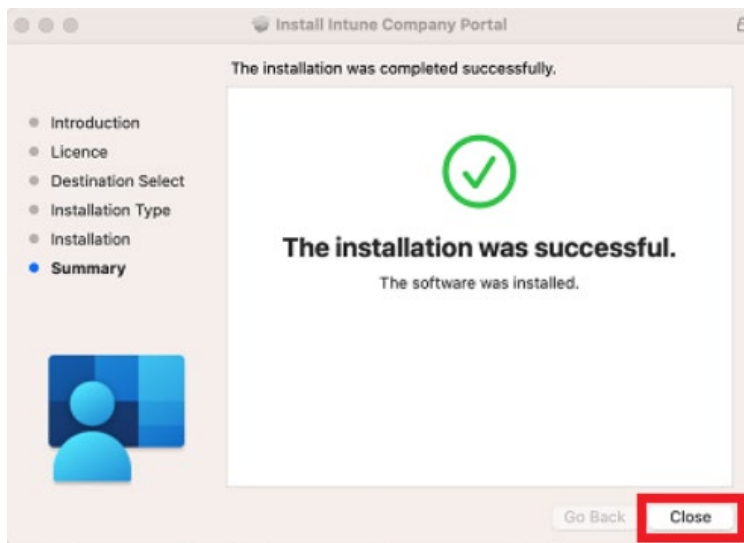 Install Intune Company Portal
The installation was completed successfully.
Introduction
Licence
Destination Select
Installation Type
Installation
Summary
The installation was successful.
The software was installed.
Go Back
Close